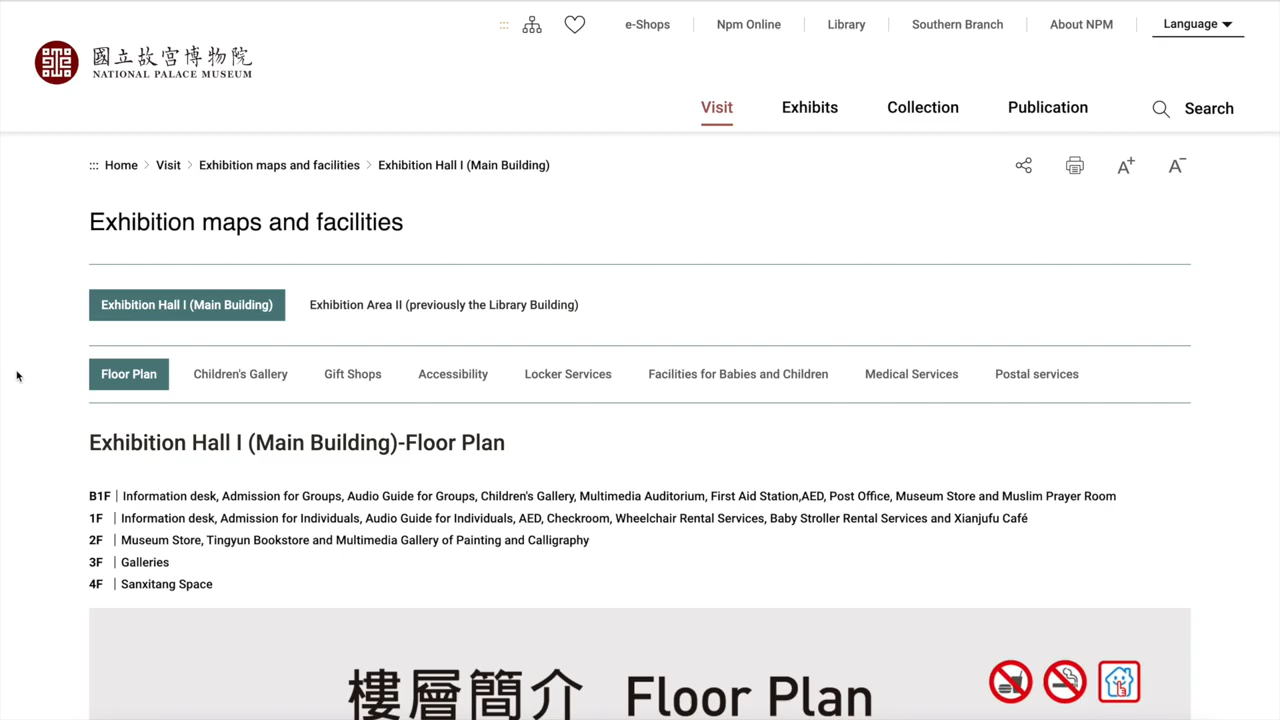 e-Shops
Npm Online
Library
Southern Branch
About NPM
Language
國立故宮博物院
NATIONAL PALACE MUSEUM
Visit
Exhibits
Collection
Publication
Search
::: Home > Visit > Exhibition maps and facilities > Exhibition Hall I (Main Building)
A+
A-
Exhibition maps and facilities
Exhibition Hall I (Main Building)
Exhibition Area II (previously the Library Building)
Floor Plan
Children's Gallery
Gift Shops
Accessibility
Locker Services
Facilities for Babies and Children
Medical Services
Postal services
Exhibition Hall I (Main Building)-Floor Plan
B1F｜Information desk, Admission for Groups, Audio Guide for Groups, Children's Gallery, Multimedia Auditorium, First Aid Station,AED, Post Office, Museum Store and Muslim Prayer Room
1F ｜Information desk, Admission for Individuals, Audio Guide for Individuals, AED, Checkroom, Wheelchair Rental Services, Baby Stroller Rental Services and Xianjufu Café
2F ｜Museum Store, Tingyun Bookstore and Multimedia Gallery of Painting and Calligraphy
3F ｜Galleries
4F ｜Sanxitang Space
樓層簡介 Floor Plan